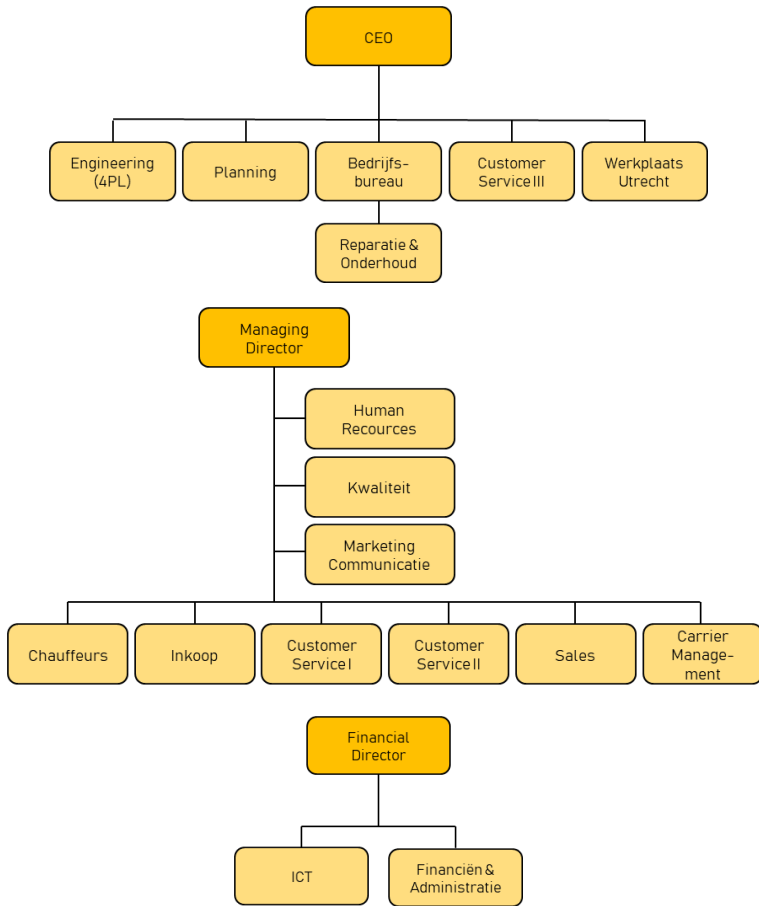 CEO
Engineering
(4PL)
Planning
Bedrijfs-
bureau
Customer
Service III
Werkplaats
Utrecht
Reparatie &
Onderhoud
Managing
Director
Human
Recources
Kwaliteit
Marketing
Communicatie
Chauffeurs
Inkoop
Customer
Service I
Customer
Service II
Sales
Carrier
Manage-
ment
Financial
Director
ICT
Financiën &
Administratie